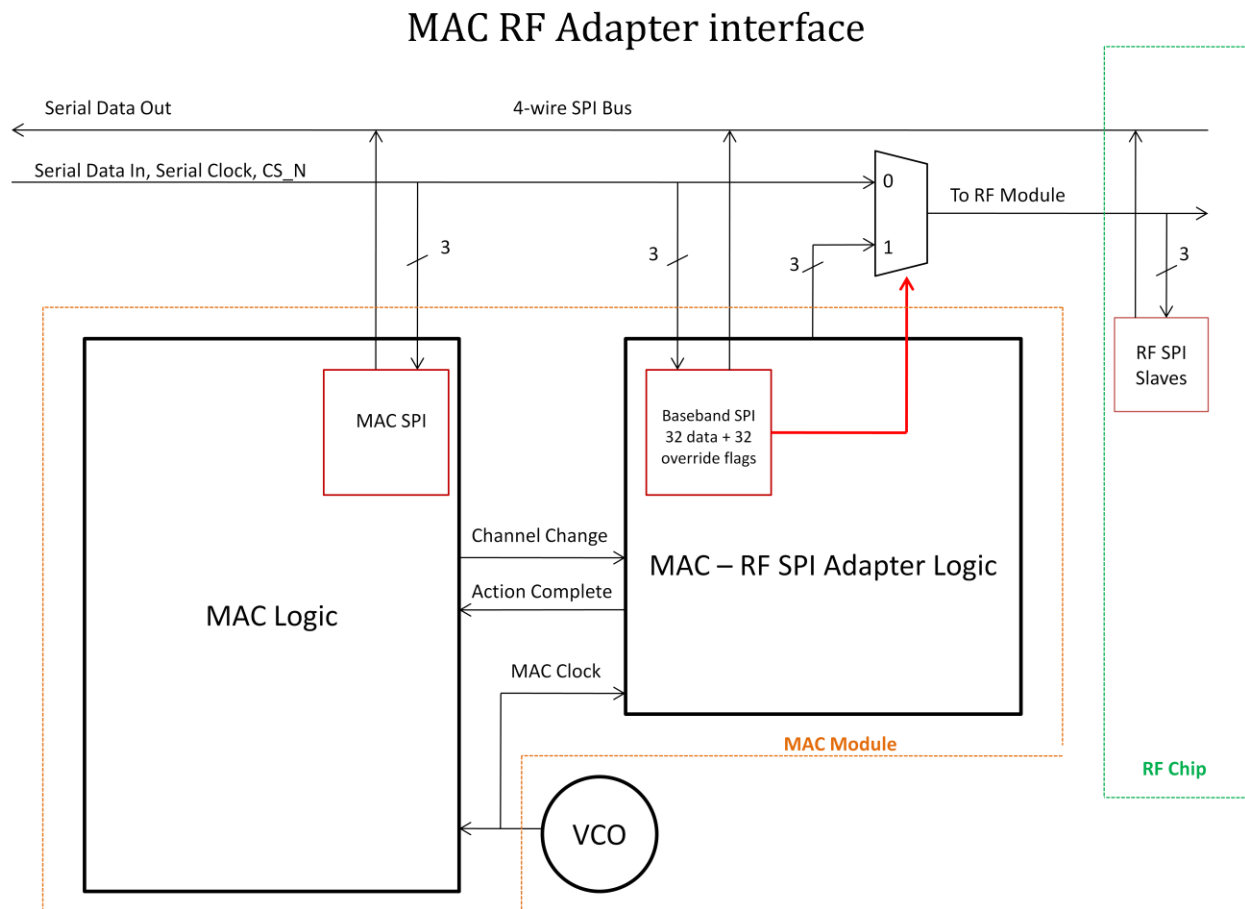 MAC RF Adapter interface
Serial Data Out
4-wire SPI Bus
Serial Data In, Serial Clock, CS_N
0
To RF Module
3
3
3
1
3
MAC SPI
Baseband SPI
32 data + 32
override flags
RF SPI
Slaves
Channel Change
MAC – RF SPI Adapter Logic
Action Complete
MAC Logic
MAC Clock
MAC Module
RF Chip
VCO